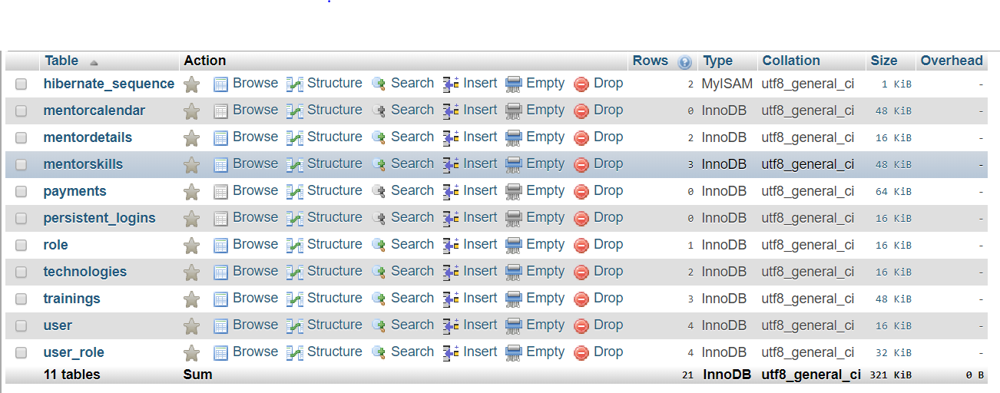 Table Action Rows Type Collation Size Overhead
hibernate_sequence Browse Structure Search Insert Empty Drop 2 MyISAM utf8_general_ci 1 KiB -
mentorcalendar Browse Structure Search Insert Empty Drop 0 InnoDB utf8_general_ci 48 KiB -
mentordetails Browse Structure Search Insert Empty Drop 2 InnoDB utf8_general_ci 16 KiB -
mentorskills Browse Structure Search Insert Empty Drop 3 InnoDB utf8_general_ci 48 KiB -
payments Browse Structure Search Insert Empty Drop 0 InnoDB utf8_general_ci 64 KiB -
persistent_logins Browse Structure Search Insert Empty Drop 0 InnoDB utf8_general_ci 16 KiB -
role Browse Structure Search Insert Empty Drop 1 InnoDB utf8_general_ci 16 KiB -
technologies Browse Structure Search Insert Empty Drop 2 InnoDB utf8_general_ci 16 KiB -
trainings Browse Structure Search Insert Empty Drop 3 InnoDB utf8_general_ci 48 KiB -
user Browse Structure Search Insert Empty Drop 4 InnoDB utf8_general_ci 16 KiB -
user_role Browse Structure Search Insert Empty Drop 4 InnoDB utf8_general_ci 32 KiB -
11 tables Sum 21 InnoDB utf8_general_ci 321 KiB 0 B